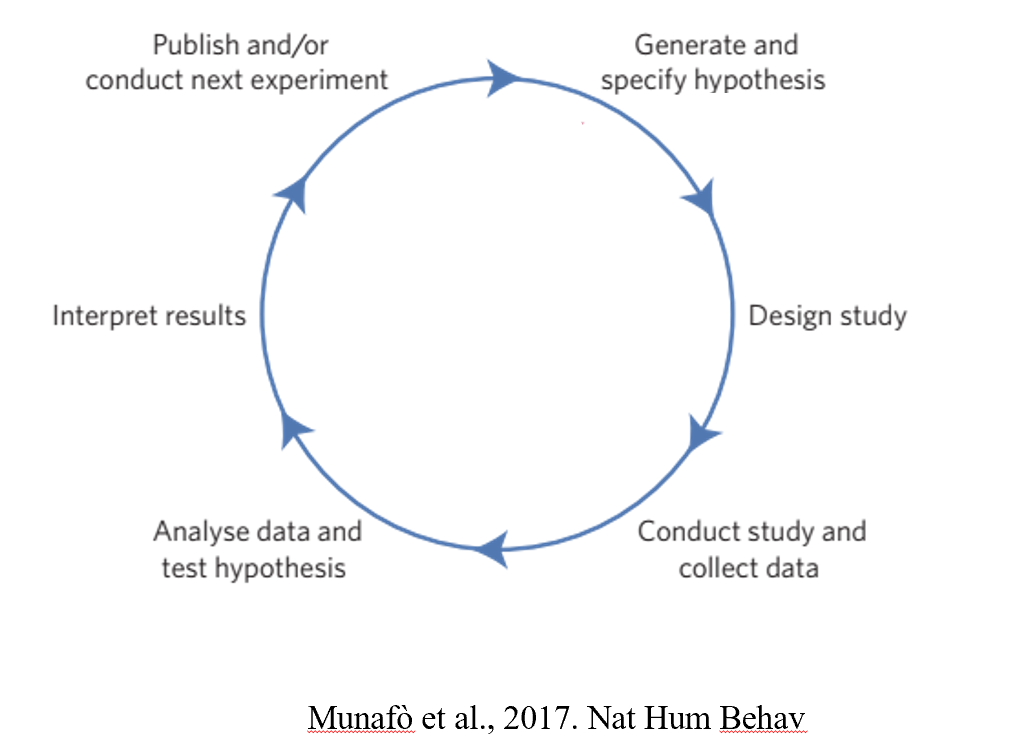 Publish and/or
conduct next experiment
Generate and
specify hypothesis
Interpret results
Design study
Analyse data and
test hypothesis
Conduct study and
collect data
Munafò et al., 2017. Nat Hum Behav